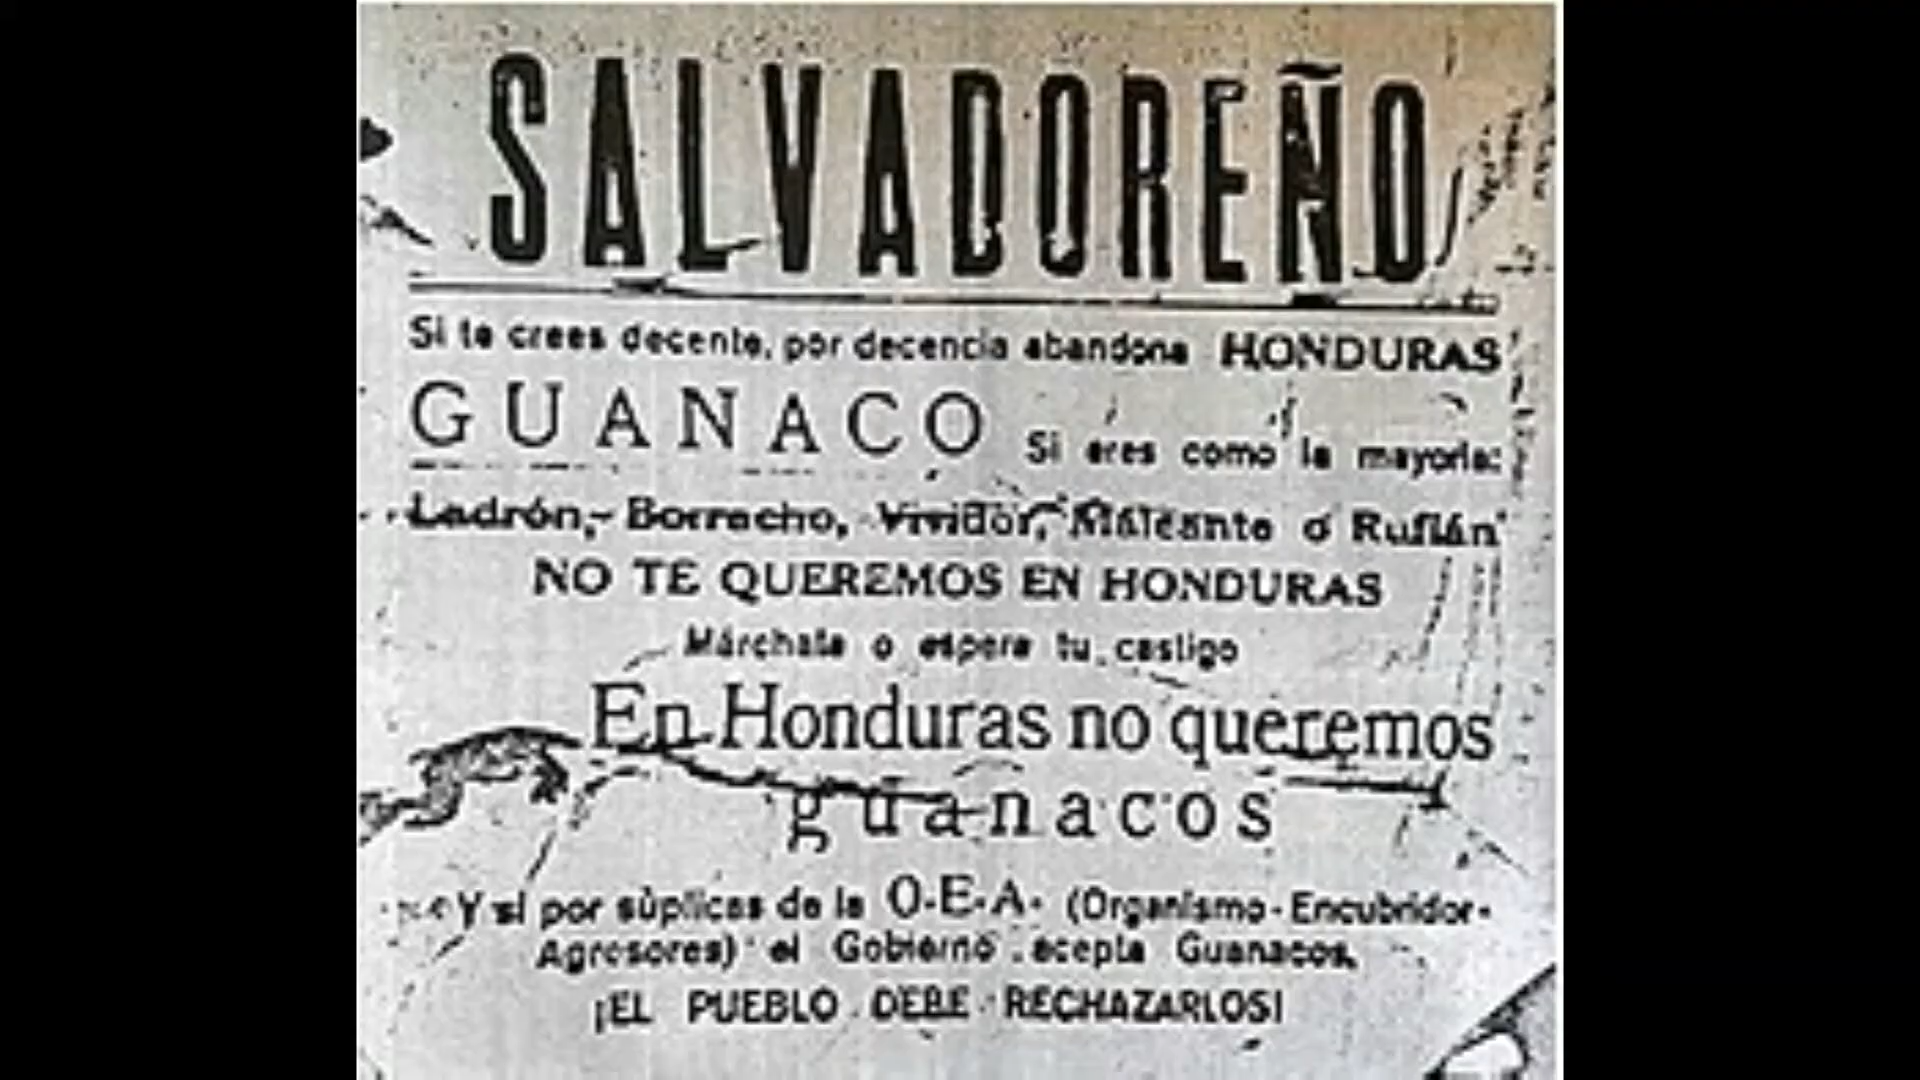 SALVADOREÑO
Si te crees decente, por decencia abandona HONDURAS
GUANACO Si eres como la mayoria:
Ladrón, Borracho, Vividor, Maleante o Rufián
NO TE QUEREMOS EN HONDURAS
Márchate o espera tu castigo
En Honduras no queremos
guanacos
Y si por súplicas de la O.E.A. (Organismo-Encubridor-
Agresores) el Gobierno acepta Guanacos,
¡EL PUEBLO DEBE RECHAZARLOS!